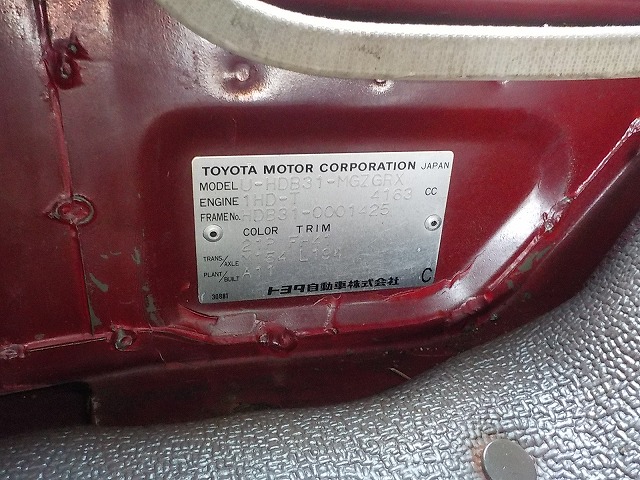 TOYOTA MOTOR CORPORATION JAPAN
MODEL U-HDB31-MGZGRX
ENGINE 1HD-T 4163 CC
FRAME No. HDB31-0001425
COLOR TRIM
TRANS/AXLE
PLANT/BUILT A11
トヨタ自動車株式会社 C